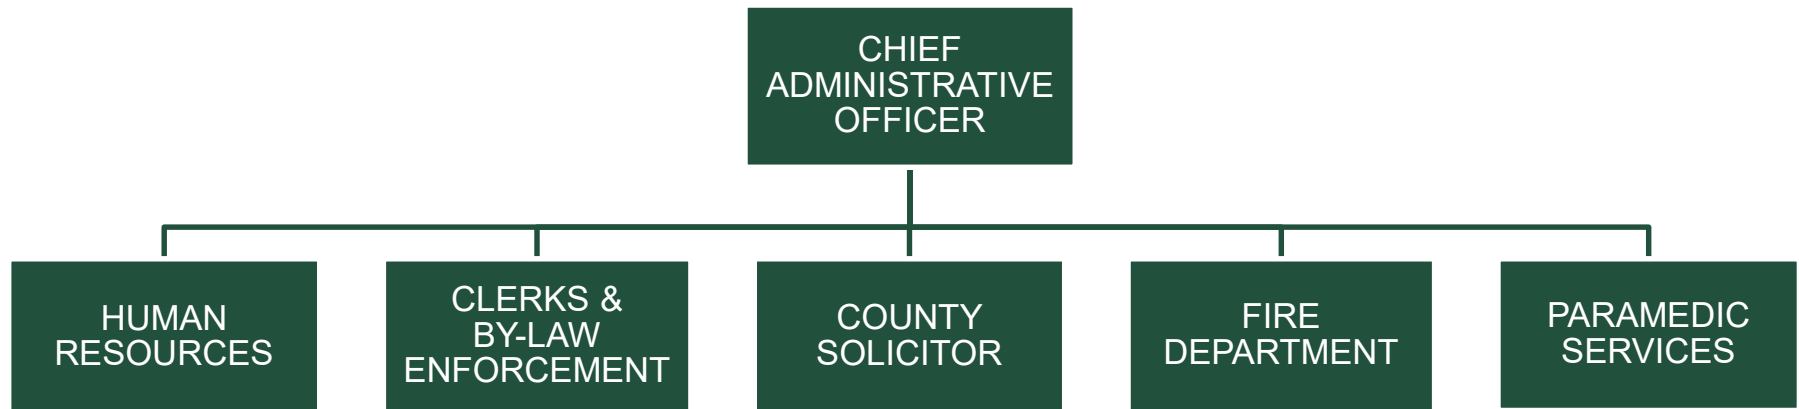 CHIEF
ADMINISTRATIVE
OFFICER
HUMAN
RESOURCES
CLERKS &
BY-LAW
ENFORCEMENT
COUNTY
SOLICITOR
FIRE
DEPARTMENT
PARAMEDIC
SERVICES